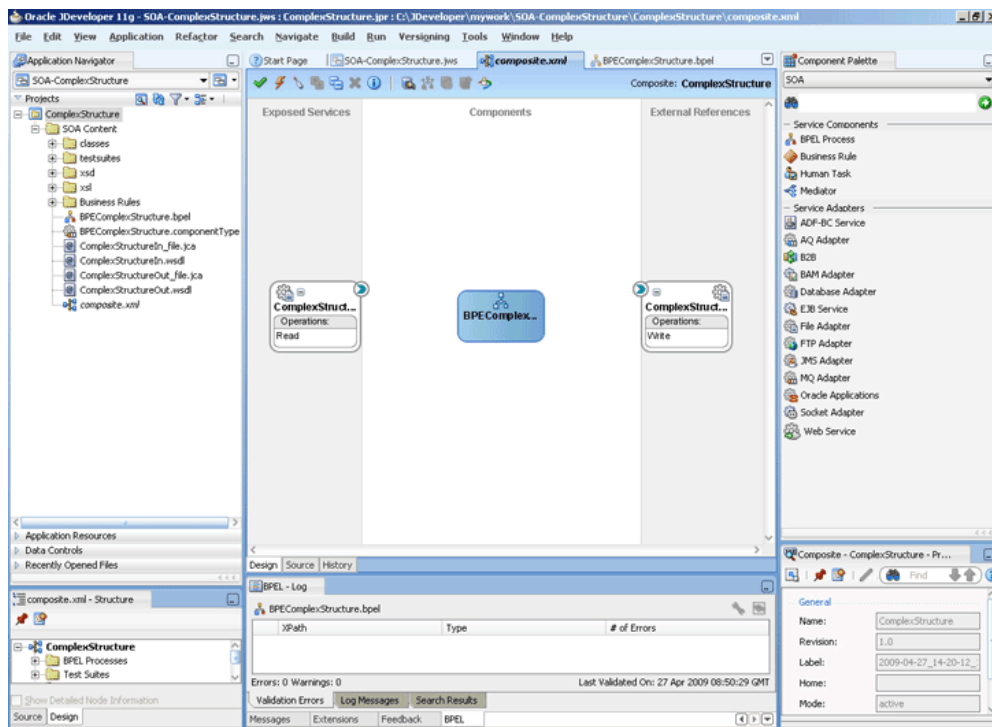 Oracle JDeveloper 11g - SOA-ComplexStructure.jws : ComplexStructure.jpr : C:\JDeveloper\mywork\SOA-ComplexStructure\ComplexStructure\composite.xml
File Edit View Application Refactor Search Navigate Build Run Versioning Tools Window Help
Application Navigator
SOA-ComplexStructure
Projects
ComplexStructure
SOA Content
classes
testsuites
xsd
xsl
Business Rules
BPEComplexStructure.bpel
BPEComplexStructure.componentType
ComplexStructureIn_file.jca
ComplexStructureIn.wsdl
ComplexStructureOut_file.jca
ComplexStructureOut.wsdl
composite.xml
Application Resources
Data Controls
Recently Opened Files
composite.xml - Structure
ComplexStructure
BPEL Processes
Test Suites
Show Detailed Node Information
Source Design
Start Page SOA-ComplexStructure.jws composite.xml BPEComplexStructure.bpel
Composite: ComplexStructure
Exposed Services Components External References
ComplexStruct...
Operations:
Read
BPEComplex...
ComplexStruct...
Operations:
Write
Design Source History
BPEL - Log
BPEComplexStructure.bpel
XPath Type # of Errors
Errors: 0 Warnings: 0 Last Validated On: 27 Apr 2009 08:50:29 GMT
Validation Errors Log Messages Search Results
Messages Extensions Feedback BPEL
Component Palette
SOA
Service Components
BPEL Process
Business Rule
Human Task
Mediator
Service Adapters
ADF-BC Service
AQ Adapter
B2B
BAM Adapter
Database Adapter
EJB Service
File Adapter
FTP Adapter
JMS Adapter
MQ Adapter
Oracle Applications
Socket Adapter
Web Service
Composite - ComplexStructure - Pr...
Find
General
Name: ComplexStructure
Revision: 1.0
Label: 2009-04-27_14-20-12_
Home:
Mode: active